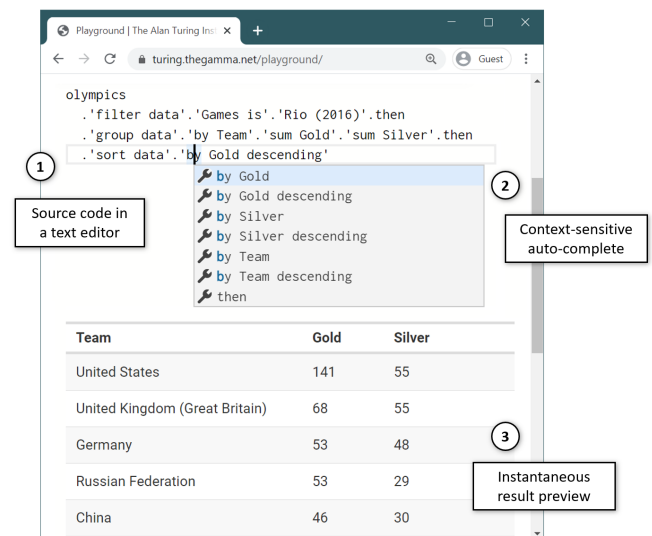 Playground | The Alan Turing Inst
turing.thegamma.net/playground/
Guest
olympics
.'filter data'.'Games is'.'Rio (2016)'.then
.'group data'.'by Team'.'sum Gold'.'sum Silver'.then
.'sort data'.'by Gold descending'
1
Source code in
a text editor
by Gold
by Gold descending
by Silver
by Silver descending
by Team
by Team descending
then
2
Context-sensitive
auto-complete
Team Gold Silver
United States 141 55
United Kingdom (Great Britain) 68 55
Germany 53 48
Russian Federation 53 29
China 46 30
3
Instantaneous
result preview